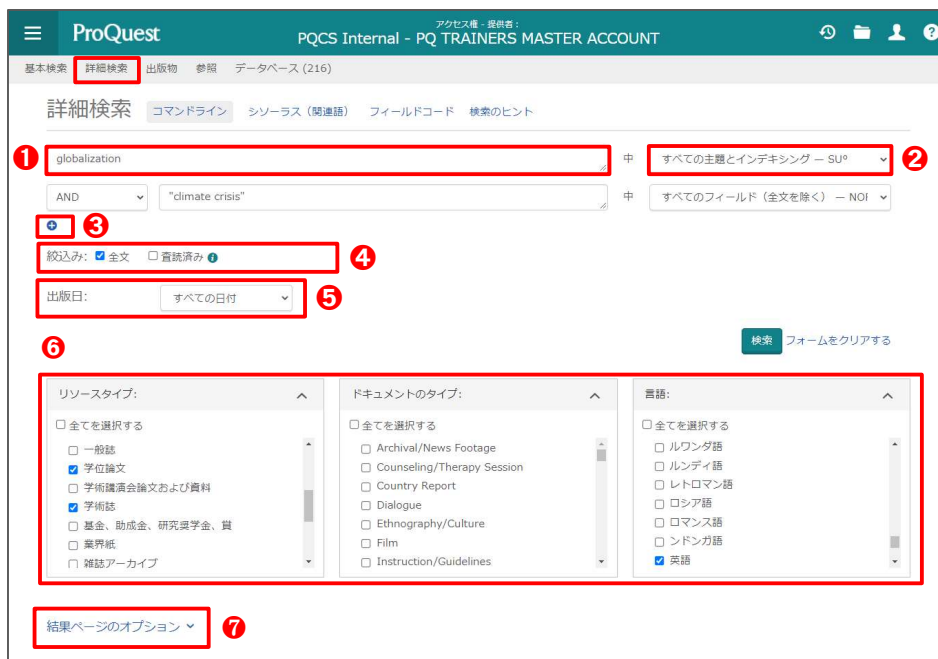 ProQuest
アクセス権 - 提供者：
PQCS Internal - PQ TRAINERS MASTER ACCOUNT
基本検索 詳細検索 出版物 参照 データベース (216)
詳細検索 コマンドライン シソーラス（関連語） フィールドコード 検索のヒント
❶ globalization 中 すべての主題とインデキシング — SU° ❷
AND "climate crisis" 中 すべてのフィールド（全文を除く） — NOF
❸
絞込み: 全文 査読済み ❹
出版日: すべての日付 ❺
検索 フォームをクリアする
❻
リソースタイプ: ドキュメントのタイプ: 言語:
全てを選択する 全てを選択する 全てを選択する
一般誌 Archival/News Footage ルワンダ語
学位論文 Counseling/Therapy Session ルンディ語
学術講演会論文および資料 Country Report レトロマン語
学術誌 Dialogue ロシア語
基金、助成金、研究奨学金、賞 Ethnography/Culture ロマンス語
業界紙 Film ンドンガ語
雑誌アーカイブ Instruction/Guidelines 英語
結果ページのオプション ❼